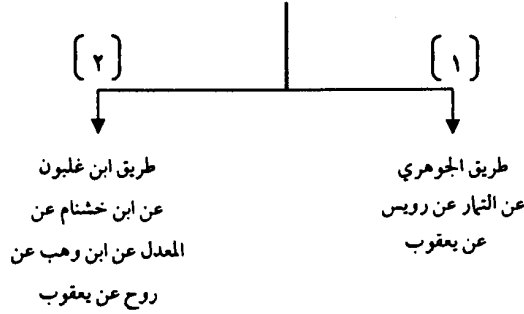 (١)
طريق الجوهري
عن التمار عن رويس
عن يعقوب
(٢)
طريق ابن غلبون
عن ابن خشنام عن
المعدل عن ابن وهب عن
روح عن يعقوب